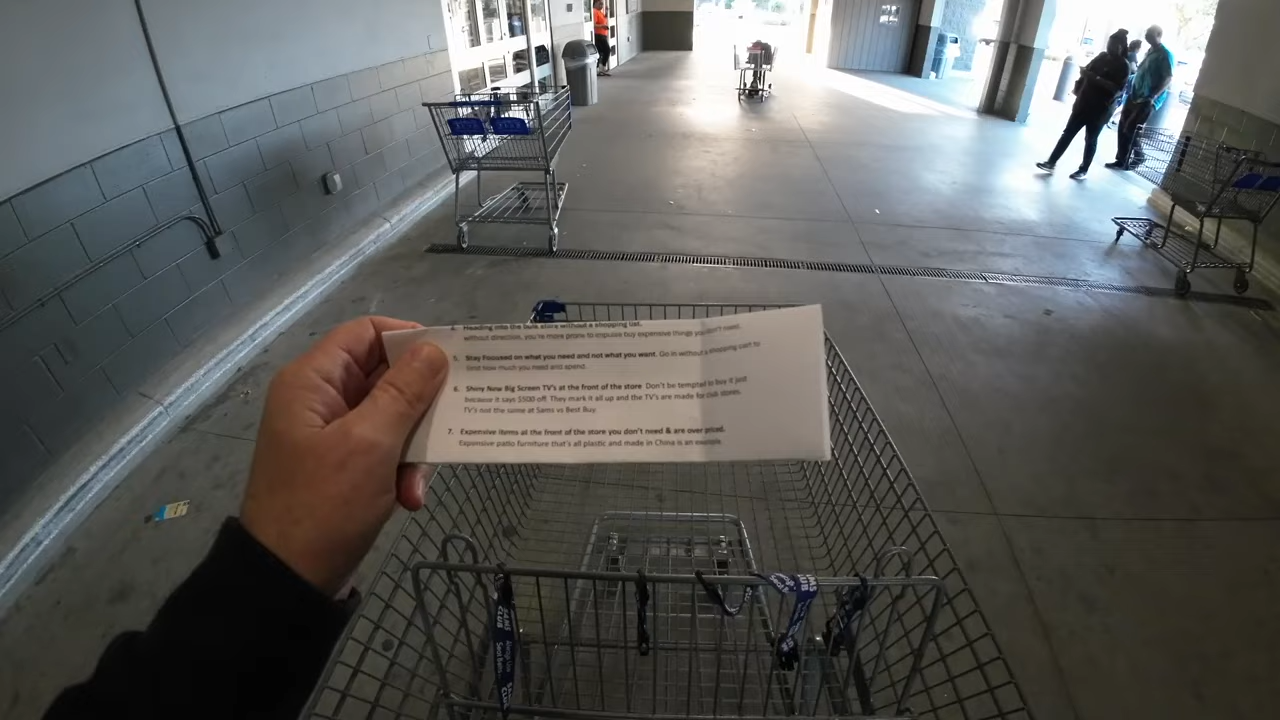 2. Heading into the bulk store without a shopping list.
without direction, you're more prone to impulse buy expensive things you don't need.
5. Stay Foocused on what you need and not what you want. Go in without a shopping cart to
limit how much you need and spend.
6. Shiny New Big Screen TV's at the front of the store Don't be tempted to buy it just
because it says $500 off. They mark it all up and the TV's are made for club stores.
TV's not the same at Sams vs Best Buy.
7. Expensive items at the front of the store you don't need & are over priced.
Expensive patio furniture that's all plastic and made in China is an example.
SAMS
CLUB